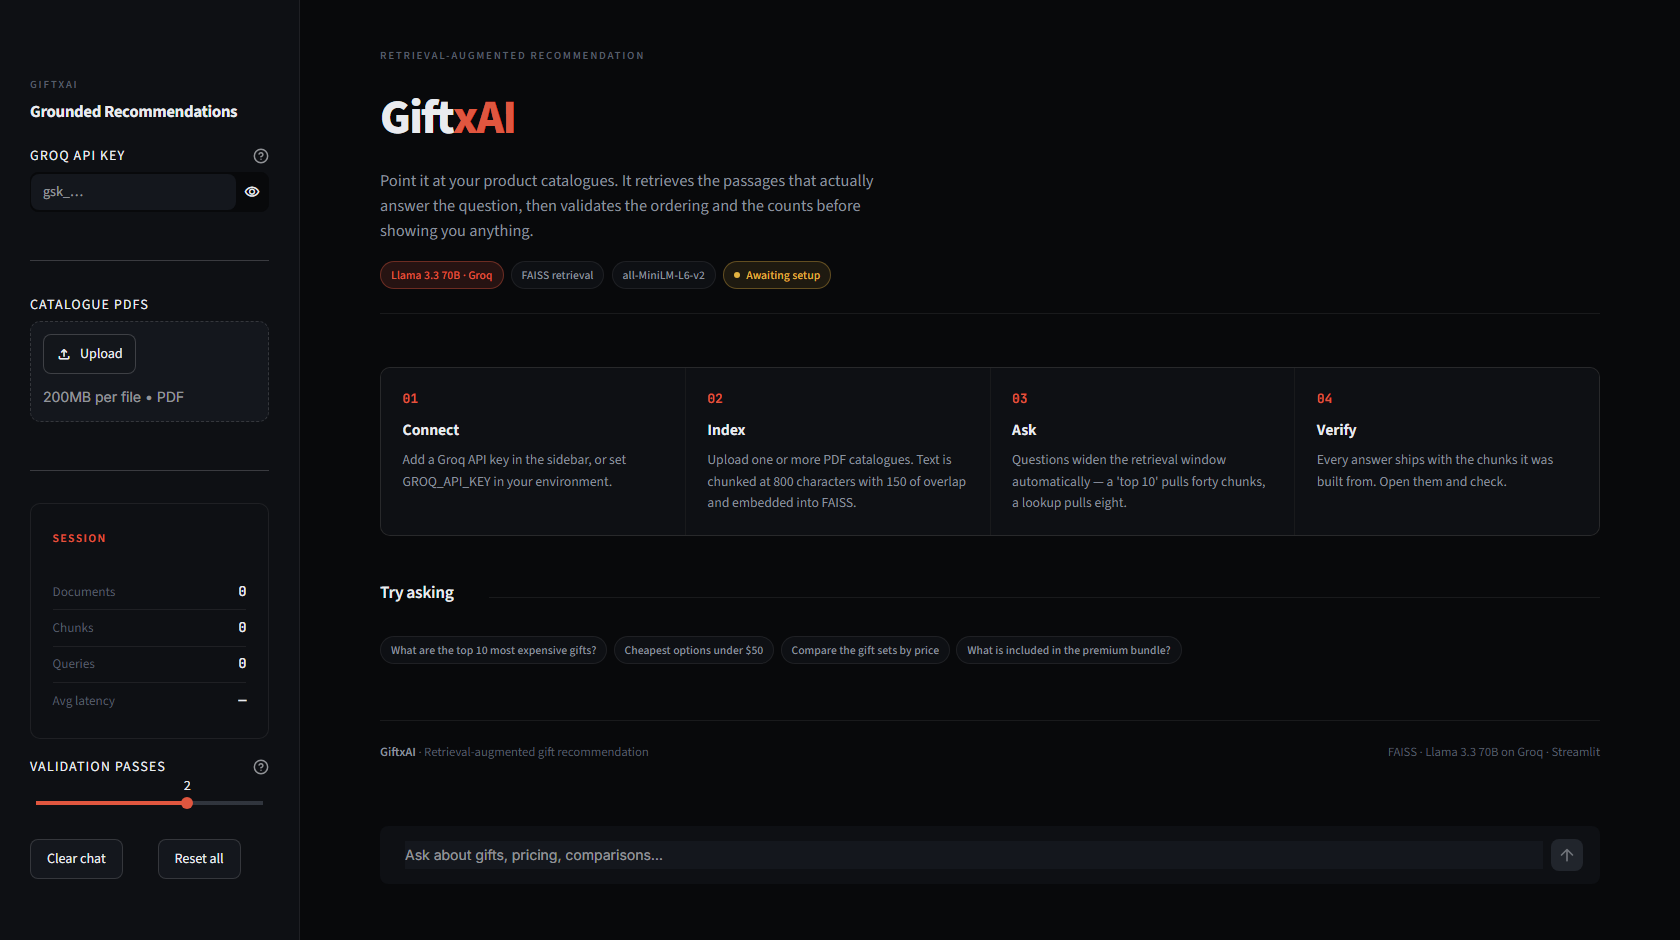 GIFTXAI
Grounded Recommendations
GROQ API KEY
gsk_...
CATALOGUE PDFS
Upload
200MB per file • PDF
SESSION
Documents 0
Chunks 0
Queries 0
Avg latency –
VALIDATION PASSES
2
Clear chat Reset all
RETRIEVAL-AUGMENTED RECOMMENDATION
GiftxAI
Point it at your product catalogues. It retrieves the passages that actually
answer the question, then validates the ordering and the counts before
showing you anything.
Llama 3.3 70B · Groq FAISS retrieval all-MiniLM-L6-v2 Awaiting setup
01
Connect
Add a Groq API key in the sidebar, or set
GROQ_API_KEY in your environment.
02
Index
Upload one or more PDF catalogues. Text is
chunked at 800 characters with 150 of overlap
and embedded into FAISS.
03
Ask
Questions widen the retrieval window
automatically — a 'top 10' pulls forty chunks,
a lookup pulls eight.
04
Verify
Every answer ships with the chunks it was
built from. Open them and check.
Try asking
What are the top 10 most expensive gifts? Cheapest options under $50 Compare the gift sets by price What is included in the premium bundle?
GiftxAI · Retrieval-augmented gift recommendation
FAISS · Llama 3.3 70B on Groq · Streamlit
Ask about gifts, pricing, comparisons...